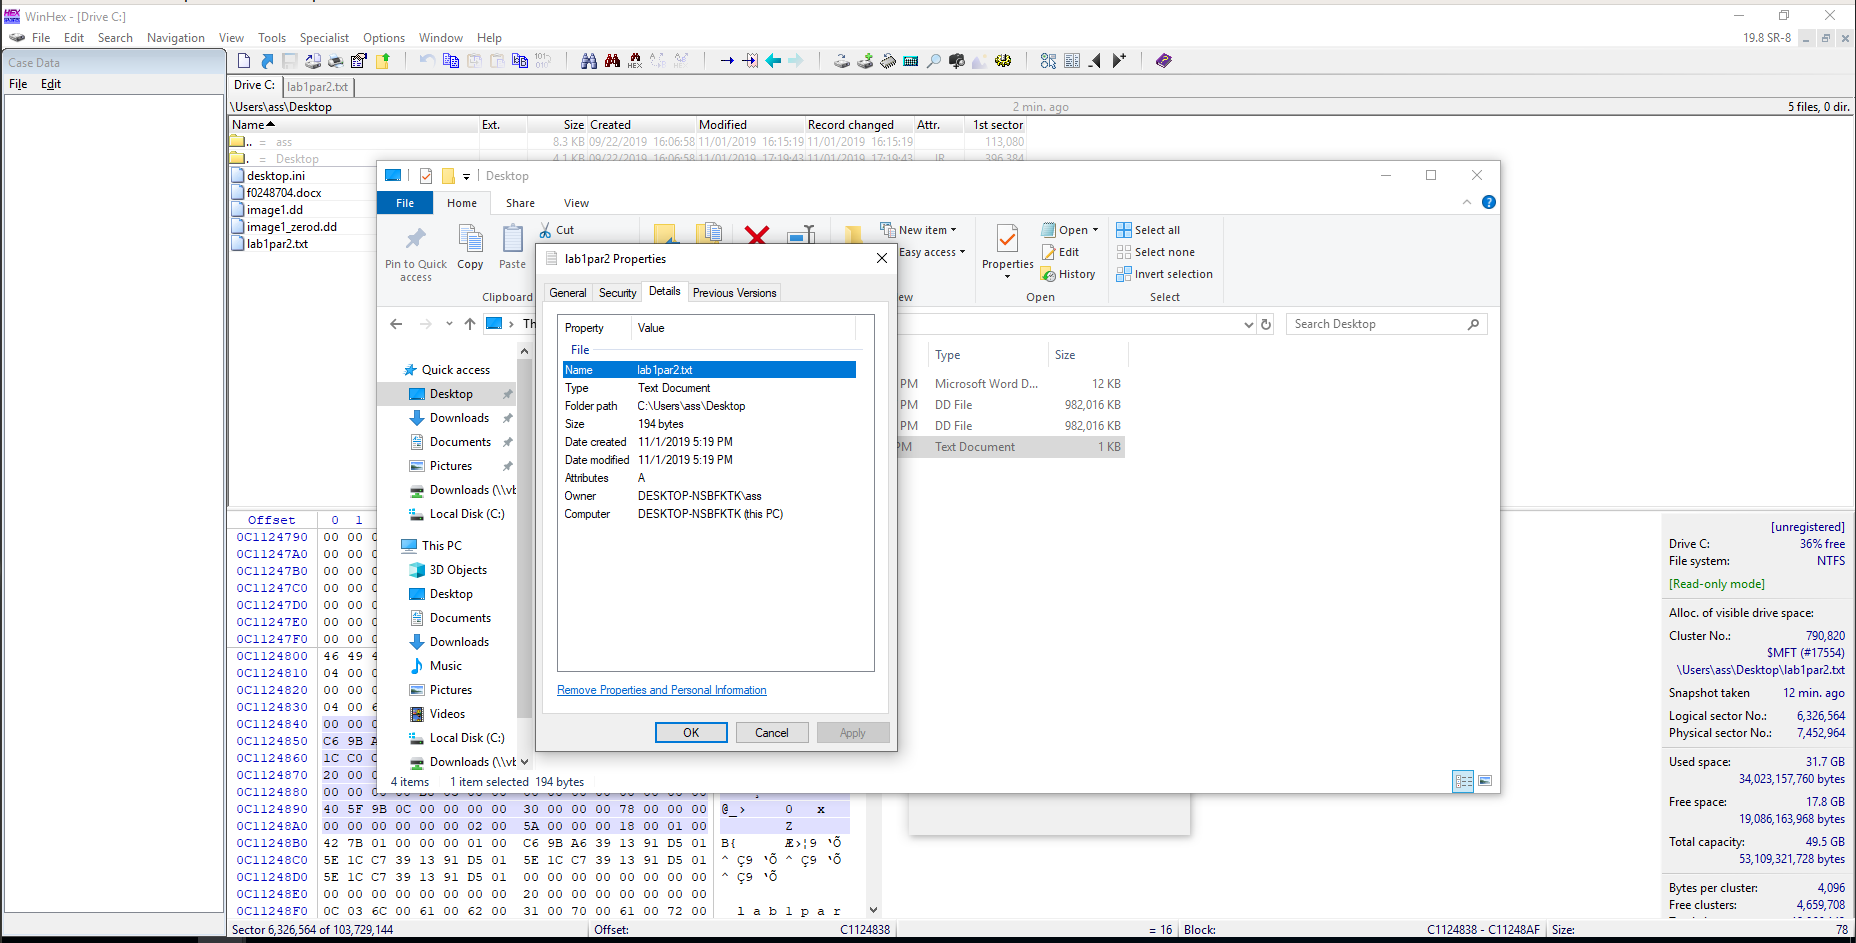 WinHex - [Drive C:]
File Edit Search Navigation View Tools Specialist Options Window Help
19.8 SR-8
Case Data
File Edit
Drive C: lab1par2.txt
\Users\ass\Desktop
2 min. ago
5 files, 0 dir.
Name Ext. Size Created Modified Record changed Attr. 1st sector
.. = ass 8.3 KB 09/22/2019 16:06:58 11/01/2019 16:15:19 11/01/2019 16:15:19 113,080
. = Desktop 4.1 KB 09/22/2019 16:06:58 11/01/2019 17:19:43 11/01/2019 17:19:43 IR 396,384
desktop.ini
f0248704.docx
image1.dd
image1_zerod.dd
lab1par2.txt
Desktop
File Home Share View
Pin to Quick access
Copy
Paste
Cut
Clipboard
New item
Easy access
ew
Properties
Open
Edit
History
Open
Select all
Select none
Invert selection
Select
Th
Search Desktop
Quick access
Desktop
Downloads
Documents
Pictures
Downloads (\\vb
Local Disk (C:)
This PC
3D Objects
Desktop
Documents
Downloads
Music
Pictures
Videos
Local Disk (C:)
Downloads (\\vb
4 items 1 item selected 194 bytes
Type Size
PM Microsoft Word D... 12 KB
PM DD File 982,016 KB
PM DD File 982,016 KB
PM Text Document 1 KB
lab1par2 Properties
General Security Details Previous Versions
Property Value
File
Name lab1par2.txt
Type Text Document
Folder path C:\Users\ass\Desktop
Size 194 bytes
Date created 11/1/2019 5:19 PM
Date modified 11/1/2019 5:19 PM
Attributes A
Owner DESKTOP-NSBFKTK\ass
Computer DESKTOP-NSBFKTK (this PC)
Remove Properties and Personal Information
OK Cancel Apply
Offset 0 1
0C1124790 00 00
0C11247A0 00 00
0C11247B0 00 00
0C11247C0 00 00
0C11247D0 00 00
0C11247E0 00 00
0C11247F0 00 00
0C1124800 46 49
0C1124810 04 00
0C1124820 00 00
0C1124830 04 00
0C1124840 00 00
0C1124850 C6 9B
0C1124860 1C C0
0C1124870 20 00
0C1124880
0C1124890 40 5F 9B 0C 00 00 00 00 30 00 00 00 78 00 00 00 @_› 0 x
0C11248A0 00 00 00 00 00 00 02 00 5A 00 00 00 18 00 01 00 Z
0C11248B0 42 7B 01 00 00 00 01 00 C6 9B A6 39 13 91 D5 01 B{ Æ›¦9 ‘Õ
0C11248C0 5E 1C C7 39 13 91 D5 01 5E 1C C7 39 13 91 D5 01 ^ Ç9 ‘Õ ^ Ç9 ‘Õ
0C11248D0 5E 1C C7 39 13 91 D5 01 00 00 00 00 00 00 00 00 ^ Ç9 ‘Õ
0C11248E0 00 00 00 00 00 00 00 00 20 00 00 00 00 00 00 00
0C11248F0 0C 03 6C 00 61 00 62 00 31 00 70 00 61 00 72 00 l a b 1 p a r
[unregistered]
Drive C: 36% free
File system: NTFS
[Read-only mode]
Alloc. of visible drive space:
Cluster No.: 790,820
$MFT (#17554)
\Users\ass\Desktop\lab1par2.txt
Snapshot taken 12 min. ago
Logical sector No.: 6,326,564
Physical sector No.: 7,452,964
Used space: 31.7 GB
34,023,157,760 bytes
Free space: 17.8 GB
19,086,163,968 bytes
Total capacity: 49.5 GB
53,109,321,728 bytes
Bytes per cluster: 4,096
Free clusters: 4,659,708
Sector 6,326,564 of 103,729,144 Offset: C1124838 = 16 Block: C1124838 - C11248AF Size: 78